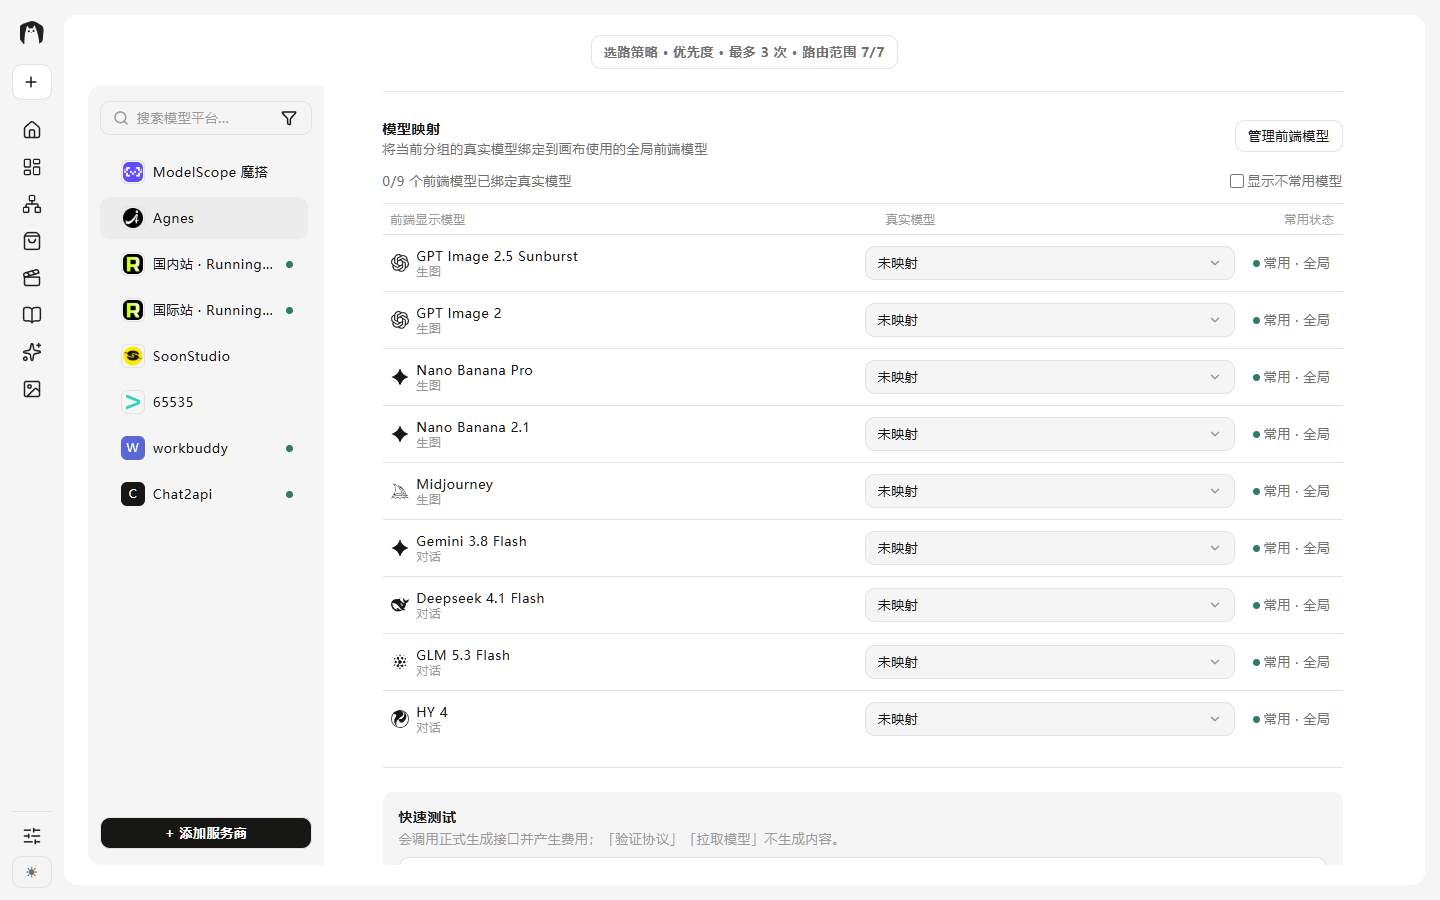 选路策略 • 优先度 • 最多 3 次 • 路由范围 7/7
搜索模型平台...
ModelScope 魔搭
Agnes
国内站 · Running...
国际站 · Running...
SoonStudio
65535
W workbuddy
C Chat2api
+ 添加服务商
模型映射
将当前分组的真实模型绑定到画布使用的全局前端模型
管理前端模型
0/9 个前端模型已绑定真实模型
显示不常用模型
前端显示模型 真实模型 常用状态
GPT Image 2.5 Sunburst
生图
未映射
常用 · 全局
GPT Image 2
生图
未映射
常用 · 全局
Nano Banana Pro
生图
未映射
常用 · 全局
Nano Banana 2.1
生图
未映射
常用 · 全局
Midjourney
生图
未映射
常用 · 全局
Gemini 3.8 Flash
对话
未映射
常用 · 全局
Deepseek 4.1 Flash
对话
未映射
常用 · 全局
GLM 5.3 Flash
对话
未映射
常用 · 全局
HY 4
对话
未映射
常用 · 全局
快速测试
会调用正式生成接口并产生费用；「验证协议」「拉取模型」不生成内容。